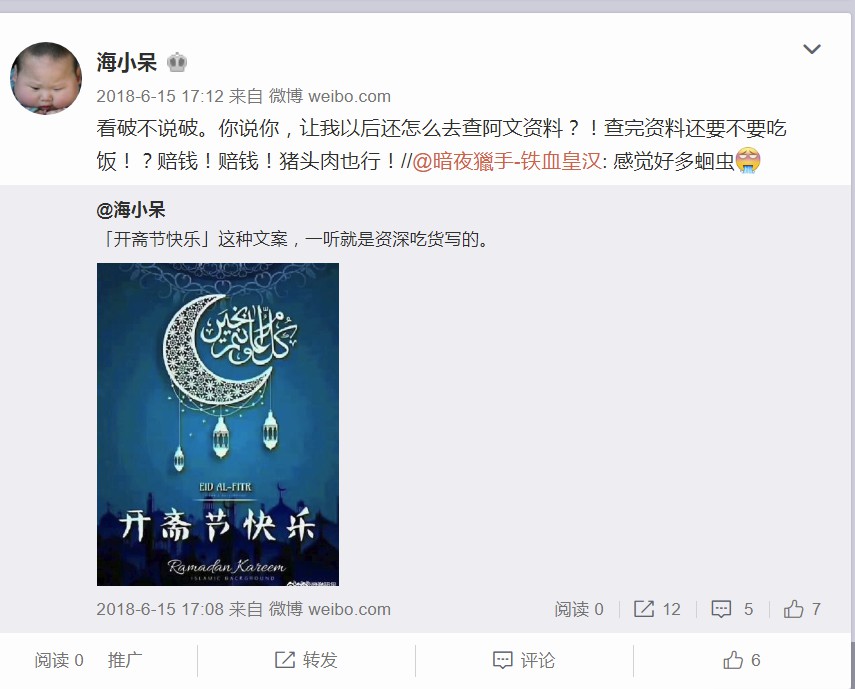 海小呆
2018-6-15 17:12 来自 微博 weibo.com
看破不说破。你说你，让我以后还怎么去查阿文资料？！查完资料还要不要吃
饭！？赔钱！赔钱！猪头肉也行！//@暗夜獵手-铁血皇汉: 感觉好多蛔虫
@海小呆
「开斋节快乐」这种文案，一听就是资深吃货写的。
كل عام وأنتم بخير
EID AL-FITR
开斋节快乐
Ramadan Kareem
ISLAMIC BACKGROUND
2018-6-15 17:08 来自 微博 weibo.com 阅读 0 12 5 7
阅读 0 推广 转发 评论 6